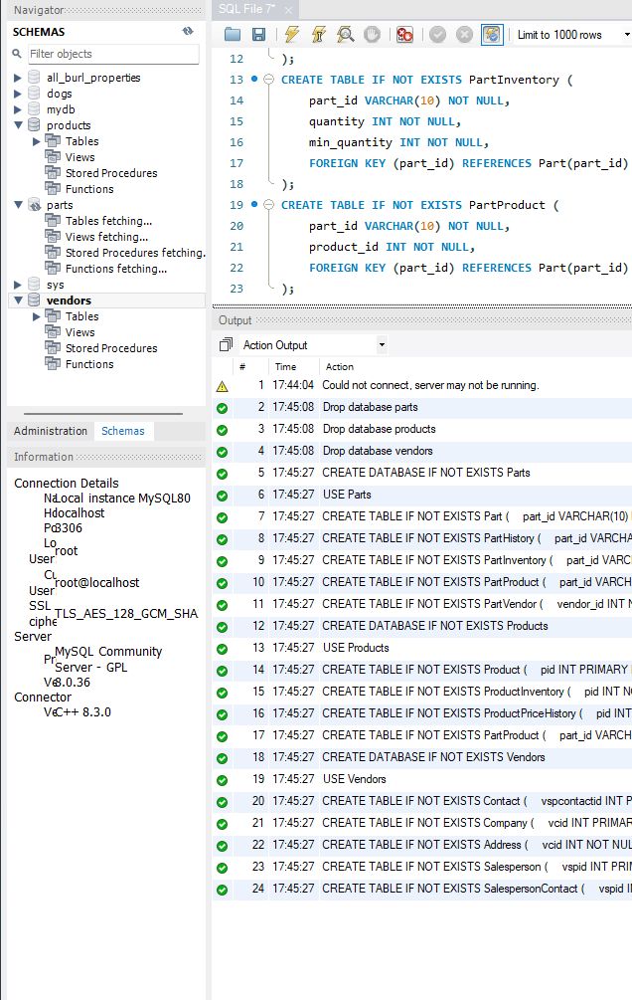 Navigator
SCHEMAS
Filter objects
all_burl_properties
dogs
mydb
products
Tables
Views
Stored Procedures
Functions
parts
Tables fetching...
Views fetching...
Stored Procedures fetching.
Functions fetching...
sys
vendors
Tables
Views
Stored Procedures
Functions
Administration Schemas
Information
Connection Details
Local instance MySQL80
localhost
3306
root
User
root@localhost
User
SSL
TLS_AES_128_GCM_SHA
ciphe
Server
MySQL Community
Server - GPL
8.0.36
Connector
C++ 8.3.0
SQL File 7*
Limit to 1000 rows
12 );
13 CREATE TABLE IF NOT EXISTS PartInventory (
14 part_id VARCHAR(10) NOT NULL,
15 quantity INT NOT NULL,
16 min_quantity INT NOT NULL,
17 FOREIGN KEY (part_id) REFERENCES Part(part_id)
18 );
19 CREATE TABLE IF NOT EXISTS PartProduct (
20 part_id VARCHAR(10) NOT NULL,
21 product_id INT NOT NULL,
22 FOREIGN KEY (part_id) REFERENCES Part(part_id)
23 );
Output
Action Output
# Time Action
1 17:44:04 Could not connect, server may not be running.
2 17:45:08 Drop database parts
3 17:45:08 Drop database products
4 17:45:08 Drop database vendors
5 17:45:27 CREATE DATABASE IF NOT EXISTS Parts
6 17:45:27 USE Parts
7 17:45:27 CREATE TABLE IF NOT EXISTS Part ( part_id VARCHAR(10)
8 17:45:27 CREATE TABLE IF NOT EXISTS PartHistory ( part_id VARCHA
9 17:45:27 CREATE TABLE IF NOT EXISTS PartInventory ( part_id VARC
10 17:45:27 CREATE TABLE IF NOT EXISTS PartProduct ( part_id VARCH
11 17:45:27 CREATE TABLE IF NOT EXISTS PartVendor ( vendor_id INT N
12 17:45:27 CREATE DATABASE IF NOT EXISTS Products
13 17:45:27 USE Products
14 17:45:27 CREATE TABLE IF NOT EXISTS Product ( pid INT PRIMARY
15 17:45:27 CREATE TABLE IF NOT EXISTS ProductInventory ( pid INT NO
16 17:45:27 CREATE TABLE IF NOT EXISTS ProductPriceHistory ( pid INT
17 17:45:27 CREATE TABLE IF NOT EXISTS PartProduct ( part_id VARCH
18 17:45:27 CREATE DATABASE IF NOT EXISTS Vendors
19 17:45:27 USE Vendors
20 17:45:27 CREATE TABLE IF NOT EXISTS Contact ( vspcontactid INT P
21 17:45:27 CREATE TABLE IF NOT EXISTS Company ( vcid INT PRIMAR
22 17:45:27 CREATE TABLE IF NOT EXISTS Address ( vcid INT NOT NUL
23 17:45:27 CREATE TABLE IF NOT EXISTS Salesperson ( vspid INT PRI
24 17:45:27 CREATE TABLE IF NOT EXISTS SalespersonContact ( vspid I